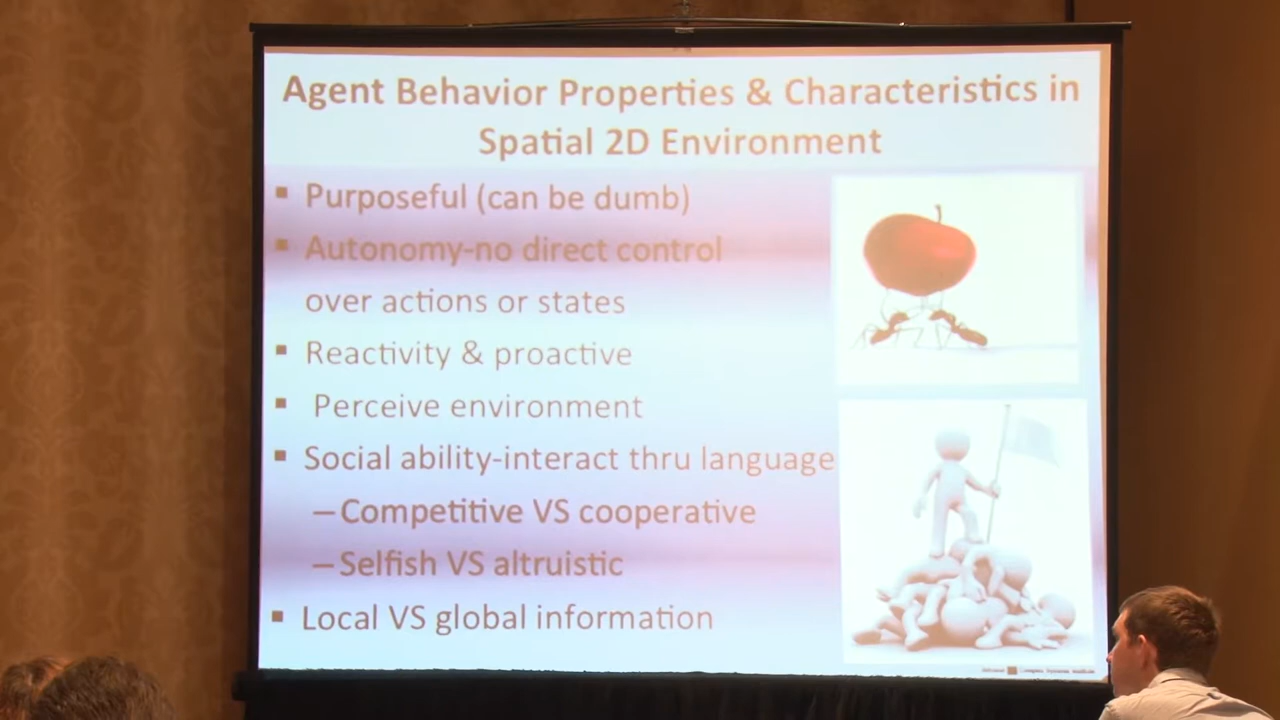 Agent Behavior Properties & Characteristics in
Spatial 2D Environment
▪ Purposeful (can be dumb)
▪ Autonomy-no direct control
over actions or states
▪ Reactivity & proactive
▪ Perceive environment
▪ Social ability-interact thru language
– Competitive VS cooperative
– Selfish VS altruistic
▪ Local VS global information